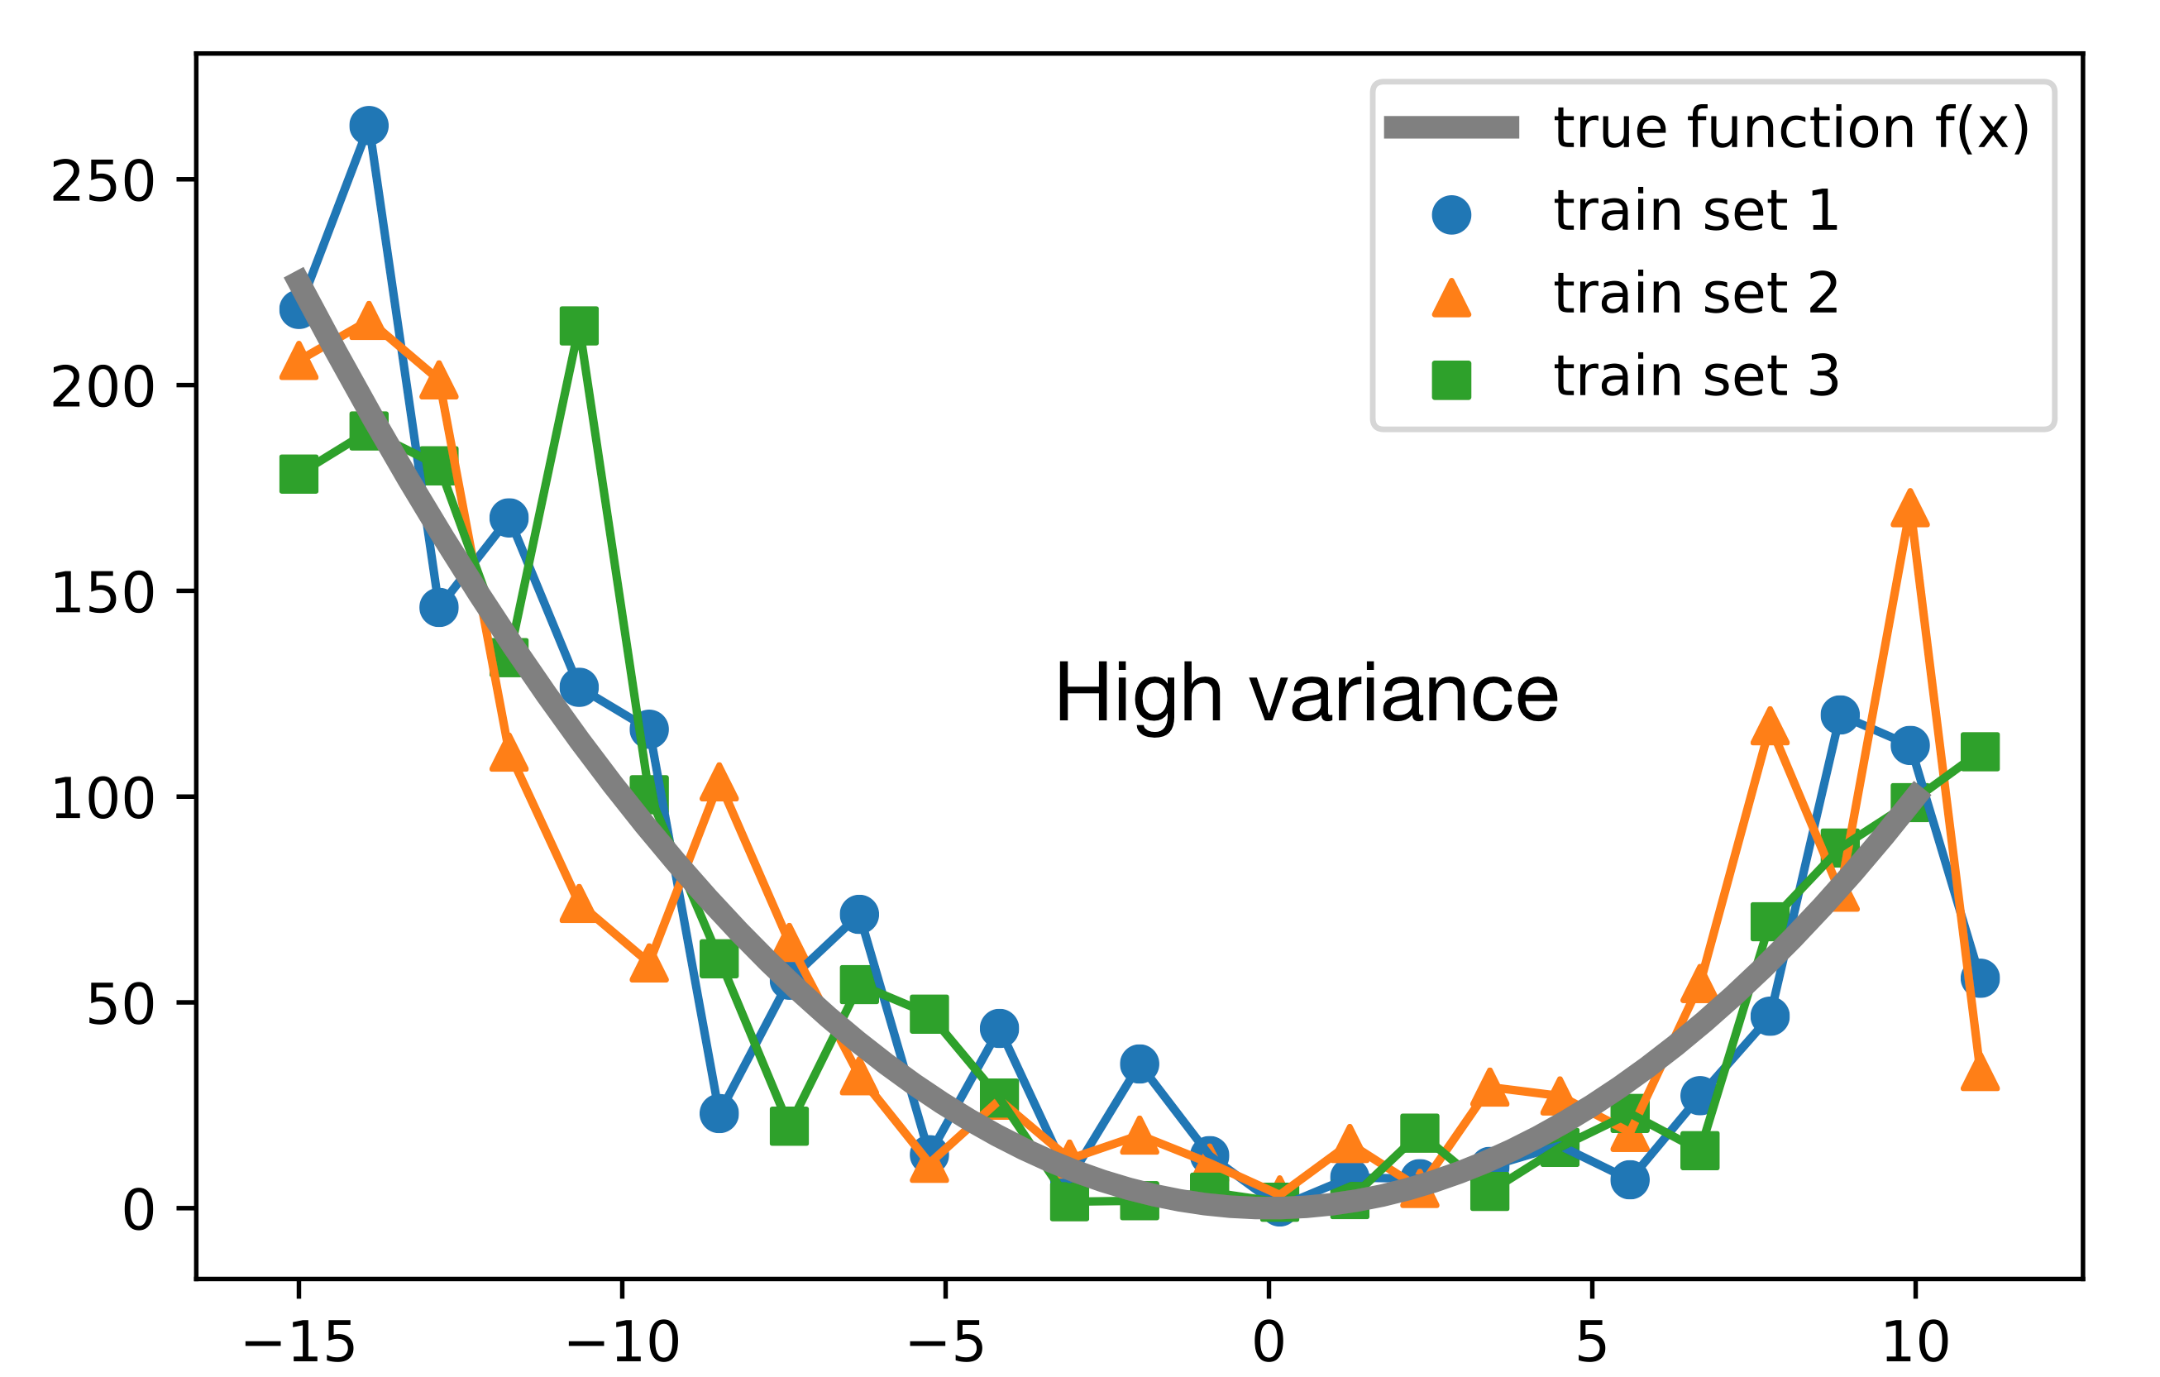 true function f(x)
train set 1
train set 2
train set 3
High variance
250
200
150
100
50
0
−15 −10 −5 0 5 10